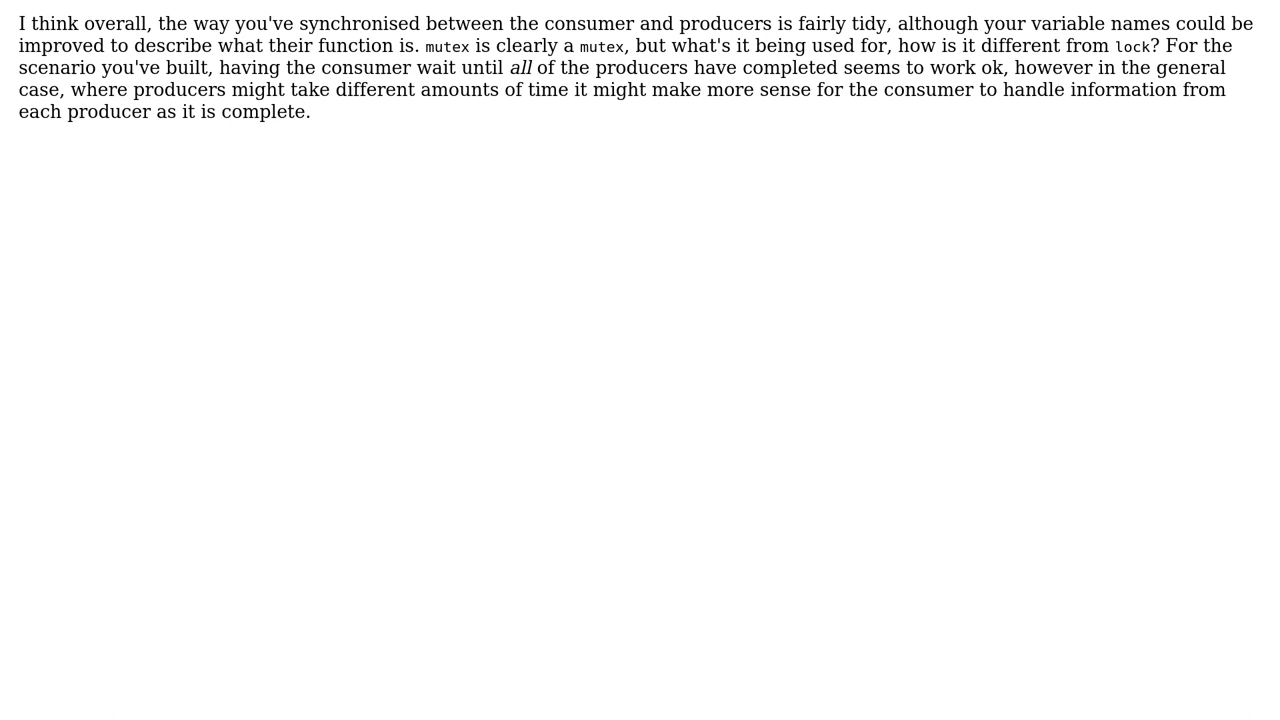 I think overall, the way you've synchronised between the consumer and producers is fairly tidy, although your variable names could be
improved to describe what their function is. mutex is clearly a mutex, but what's it being used for, how is it different from lock? For the
scenario you've built, having the consumer wait until all of the producers have completed seems to work ok, however in the general
case, where producers might take different amounts of time it might make more sense for the consumer to handle information from
each producer as it is complete.